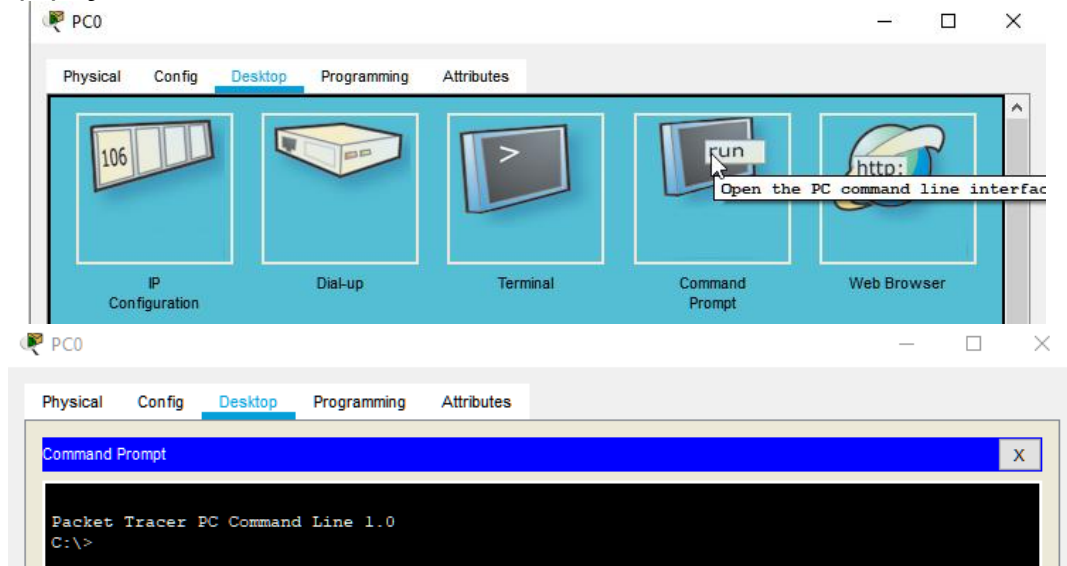 PC0
Physical Config Desktop Programming Attributes
106
>
run
http:
Open the PC command line interfac
IP
Configuration
Dial-up
Terminal
Command
Prompt
Web Browser
PC0
Physical Config Desktop Programming Attributes
Command Prompt
X
Packet Tracer PC Command Line 1.0
C:\>